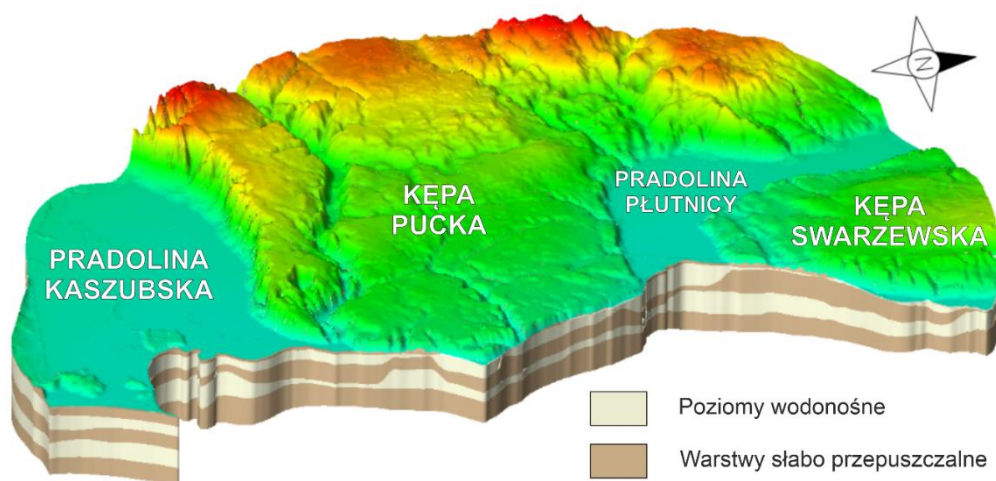 N
PRADOLINA
KASZUBSKA
KĘPA
PUCKA
PRADOLINA
PŁUTNICY
KĘPA
SWARZEWSKA
Poziomy wodonośne
Warstwy słabo przepuszczalne